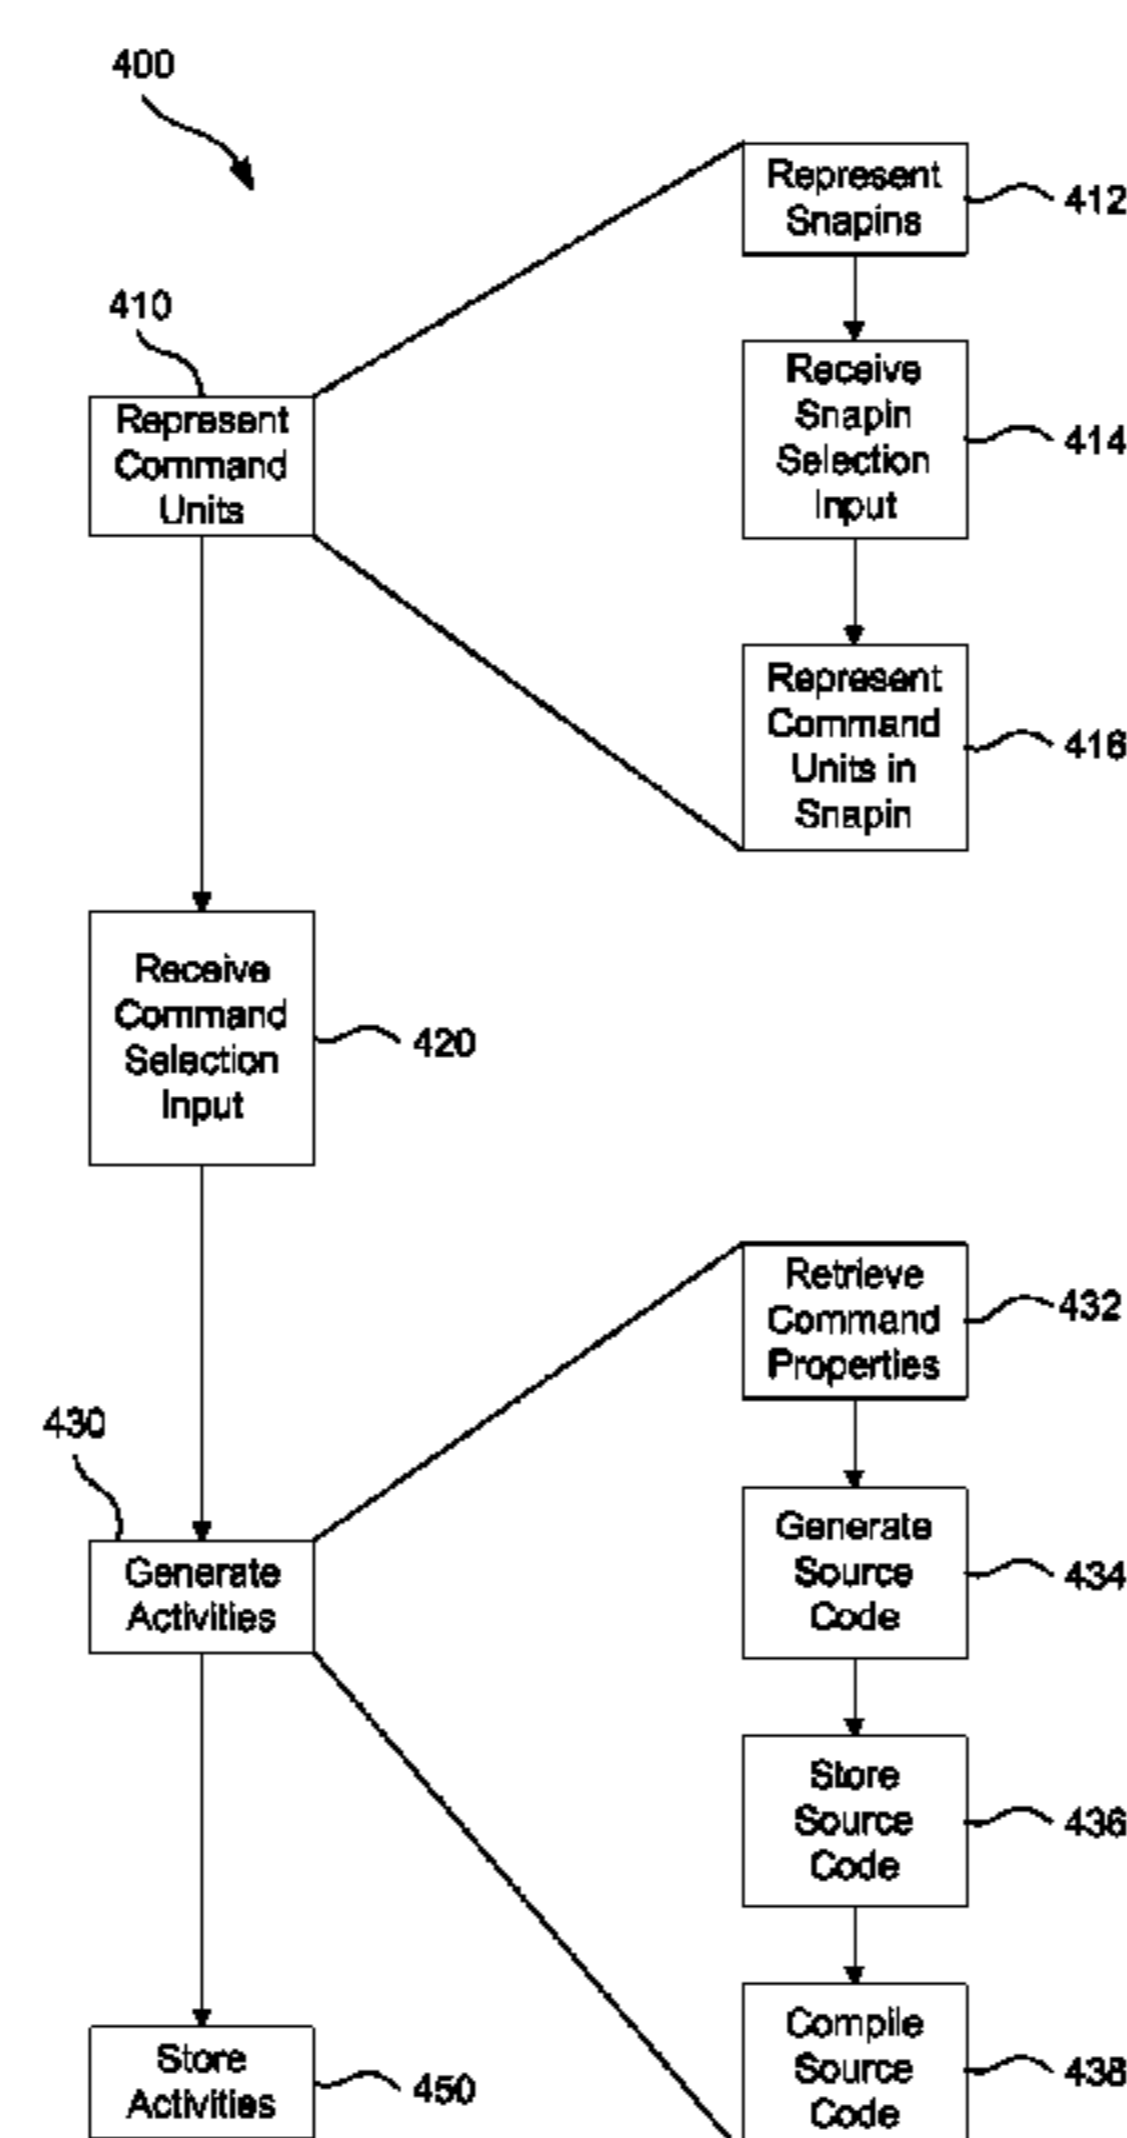 400
410
Represent
Command
Units
Represent
Snapins
412
Receive
Snapin
Selection
Input
414
Represent
Command
Units in
Snapin
416
Receive
Command
Selection
Input
420
430
Generate
Activities
Retrieve
Command
Properties
432
Generate
Source
Code
434
Store
Source
Code
436
Compile
Source
Code
438
Store
Activities
450